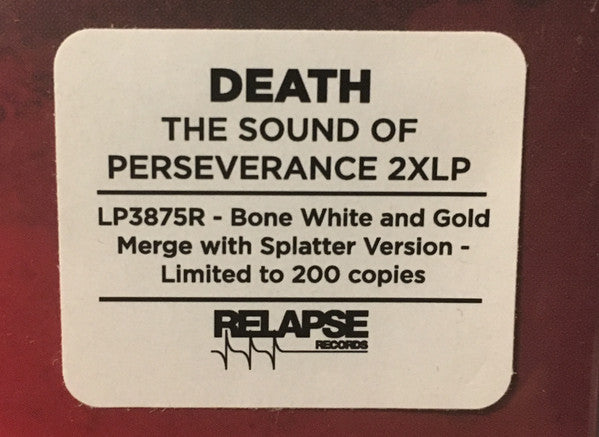 DEATH
THE SOUND OF
PERSEVERANCE 2XLP
LP3875R - Bone White and Gold
Merge with Splatter Version -
Limited to 200 copies
RELAPSE
RECORDS